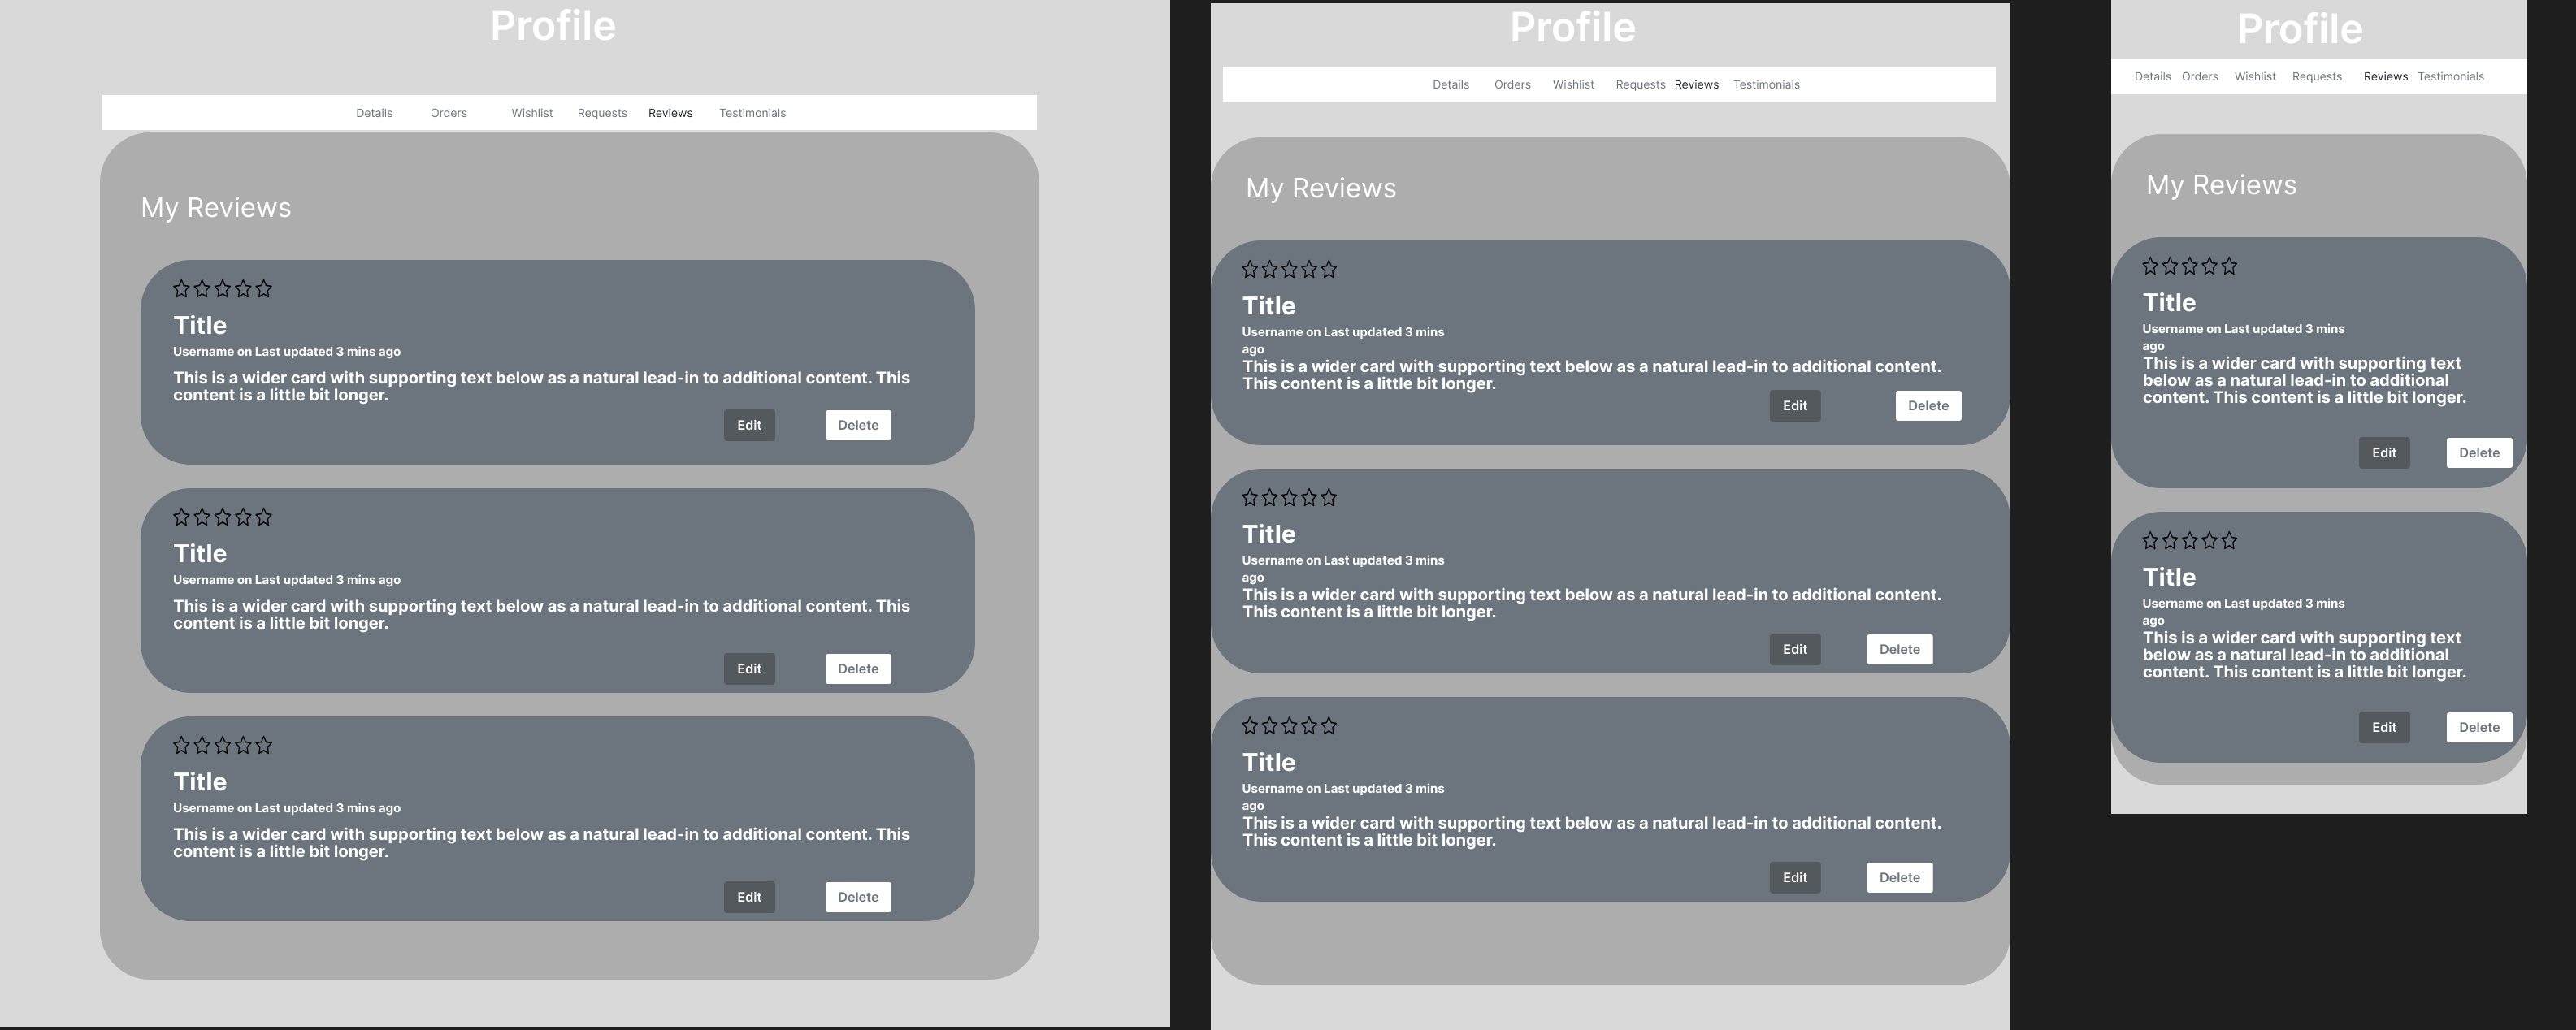 Profile
Details Orders Wishlist Requests Reviews Testimonials
My Reviews
Title
Username on Last updated 3 mins ago
This is a wider card with supporting text below as a natural lead-in to additional content. This
content is a little bit longer.
Edit Delete
Title
Username on Last updated 3 mins ago
This is a wider card with supporting text below as a natural lead-in to additional content. This
content is a little bit longer.
Edit Delete
Title
Username on Last updated 3 mins ago
This is a wider card with supporting text below as a natural lead-in to additional content. This
content is a little bit longer.
Edit Delete
Profile
Details Orders Wishlist Requests Reviews Testimonials
My Reviews
Title
Username on Last updated 3 mins
ago
This is a wider card with supporting text below as a natural lead-in to additional content.
This content is a little bit longer.
Edit Delete
Title
Username on Last updated 3 mins
ago
This is a wider card with supporting text below as a natural lead-in to additional content.
This content is a little bit longer.
Edit Delete
Title
Username on Last updated 3 mins
ago
This is a wider card with supporting text below as a natural lead-in to additional content.
This content is a little bit longer.
Edit Delete
Profile
Details Orders Wishlist Requests Reviews Testimonials
My Reviews
Title
Username on Last updated 3 mins
ago
This is a wider card with supporting text
below as a natural lead-in to additional
content. This content is a little bit longer.
Edit Delete
Title
Username on Last updated 3 mins
ago
This is a wider card with supporting text
below as a natural lead-in to additional
content. This content is a little bit longer.
Edit Delete